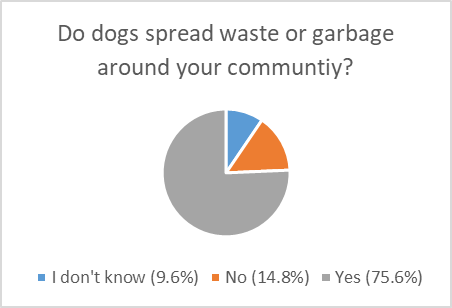 Do dogs spread waste or garbage
around your communtiy?
I don't know (9.6%) No (14.8%) Yes (75.6%)